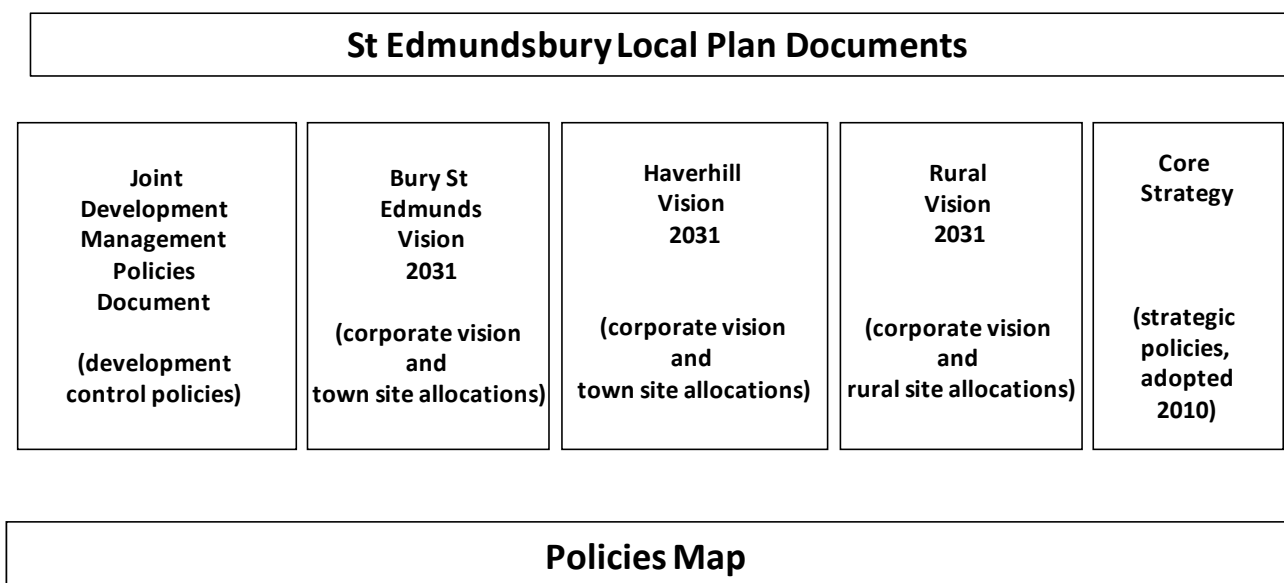 St Edmundsbury Local Plan Documents
Joint
Development
Management
Policies
Document
(development
control policies)
Bury St
Edmunds
Vision
2031
(corporate vision
and
town site allocations)
Haverhill
Vision
2031
(corporate vision
and
town site allocations)
Rural
Vision
2031
(corporate vision
and
rural site allocations)
Core
Strategy
(strategic
policies,
adopted
2010)
Policies Map